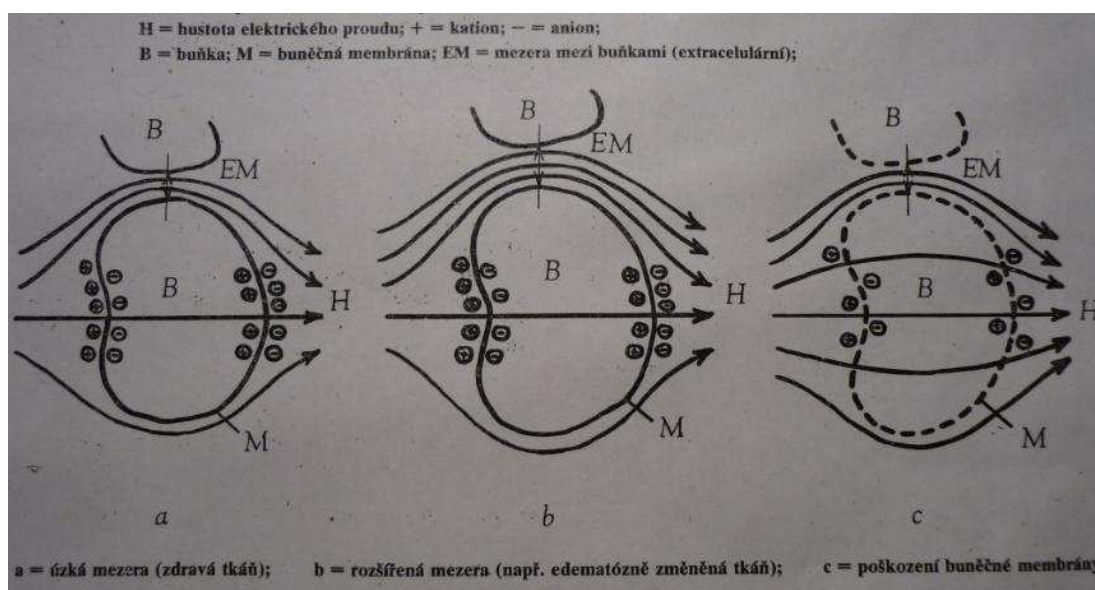 H = hustota elektrického proudu; + = kation; − = anion;
B = buňka; M = buněčná membrána; EM = mezera mezi buňkami (extracelulární);
B
EM
B
H
M
a
B
EM
B
H
M
b
B
EM
B
H
M
c
a = úzká mezera (zdravá tkáň);
b = rozšířená mezera (např. edematózně změněná tkáň);
c = poškození buněčné membrány